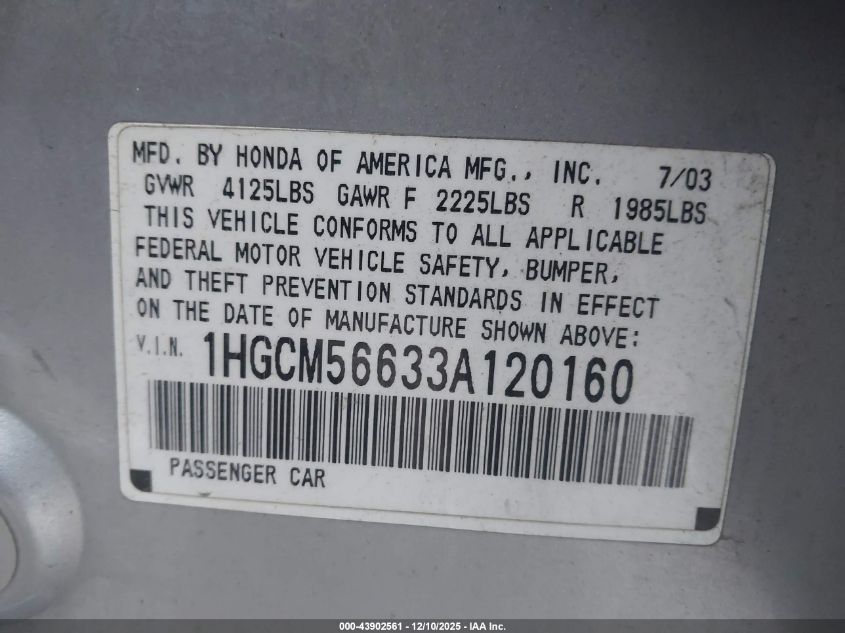 MFD. BY HONDA OF AMERICA MFG., INC. 7/03
GVWR 4125LBS GAWR F 2225LBS R 1985LBS
THIS VEHICLE CONFORMS TO ALL APPLICABLE
FEDERAL MOTOR VEHICLE SAFETY, BUMPER,
AND THEFT PREVENTION STANDARDS IN EFFECT
ON THE DATE OF MANUFACTURE SHOWN ABOVE:
V.I.N. 1HGCM56633A120160
PASSENGER CAR
000-43902561 - 12/10/2025 - IAA Inc.